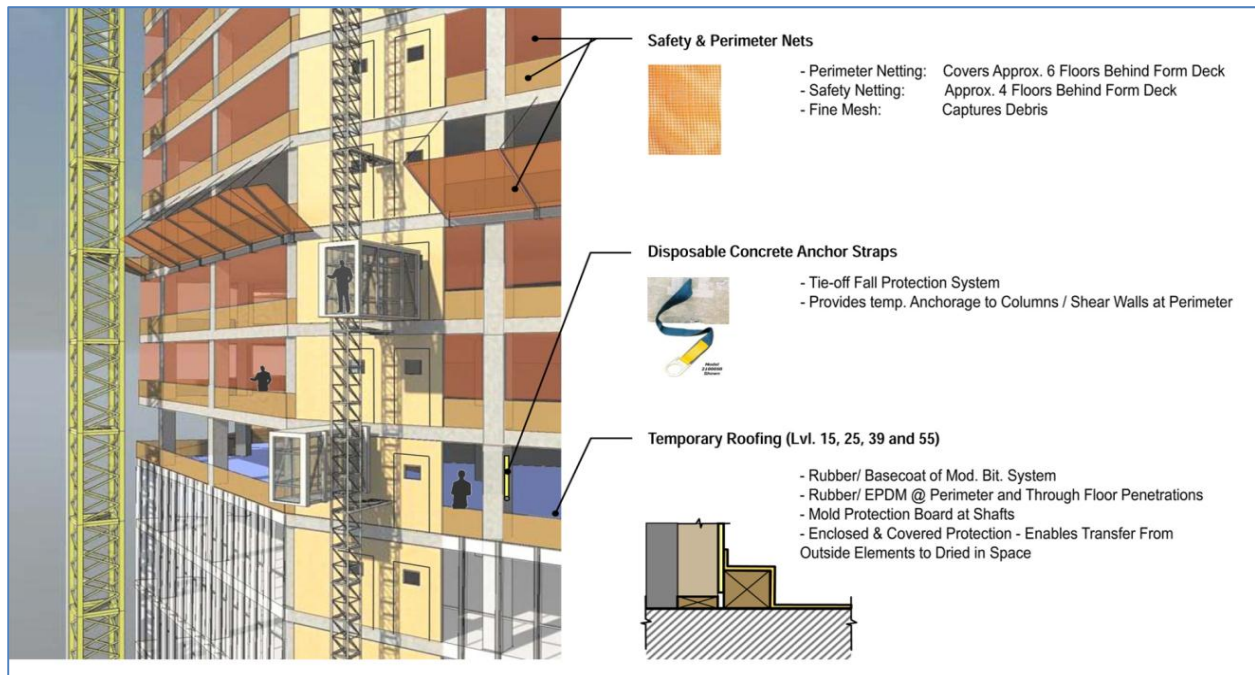 Safety & Perimeter Nets
- Perimeter Netting: Covers Approx. 6 Floors Behind Form Deck
- Safety Netting: Approx. 4 Floors Behind Form Deck
- Fine Mesh: Captures Debris
Disposable Concrete Anchor Straps
- Tie-off Fall Protection System
- Provides temp. Anchorage to Columns / Shear Walls at Perimeter
Model
Shown
Temporary Roofing (Lvl. 15, 25, 39 and 55)
- Rubber/ Basecoat of Mod. Bit. System
- Rubber/ EPDM @ Perimeter and Through Floor Penetrations
- Mold Protection Board at Shafts
- Enclosed & Covered Protection - Enables Transfer From
Outside Elements to Dried in Space